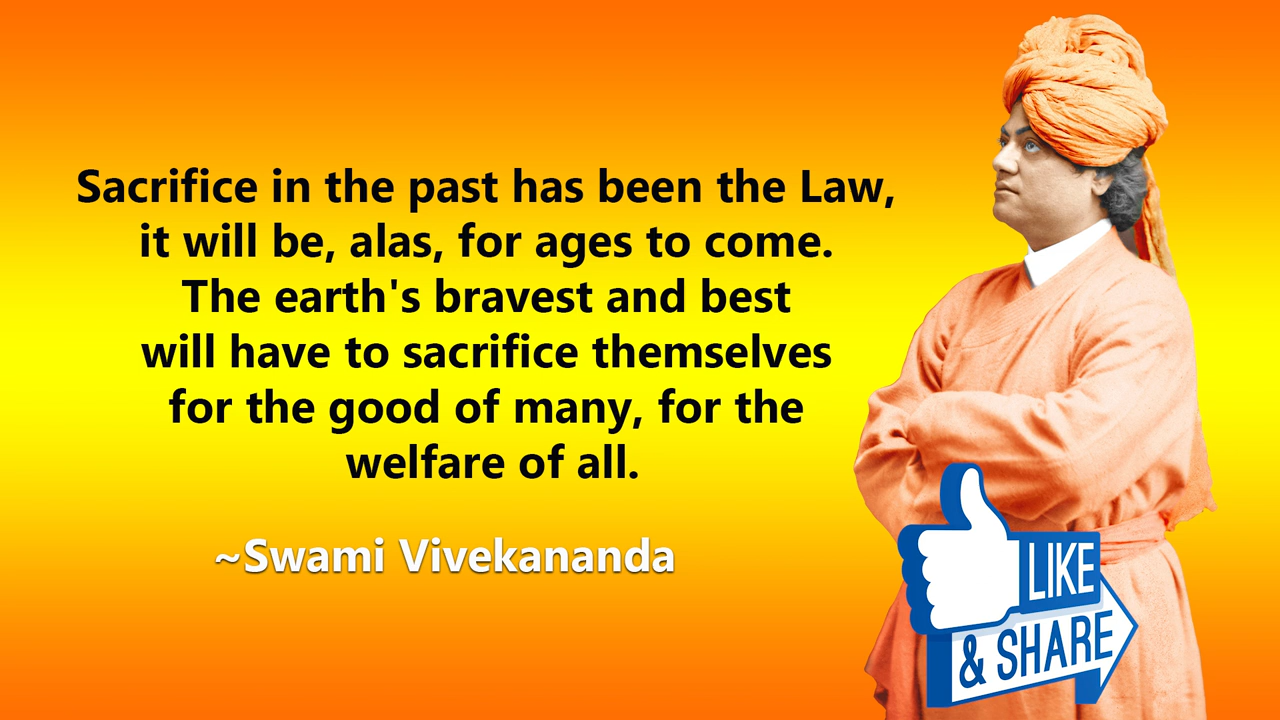 Sacrifice in the past has been the Law,
it will be, alas, for ages to come.
The earth's bravest and best
will have to sacrifice themselves
for the good of many, for the
welfare of all.
~Swami Vivekananda
LIKE
& SHARE